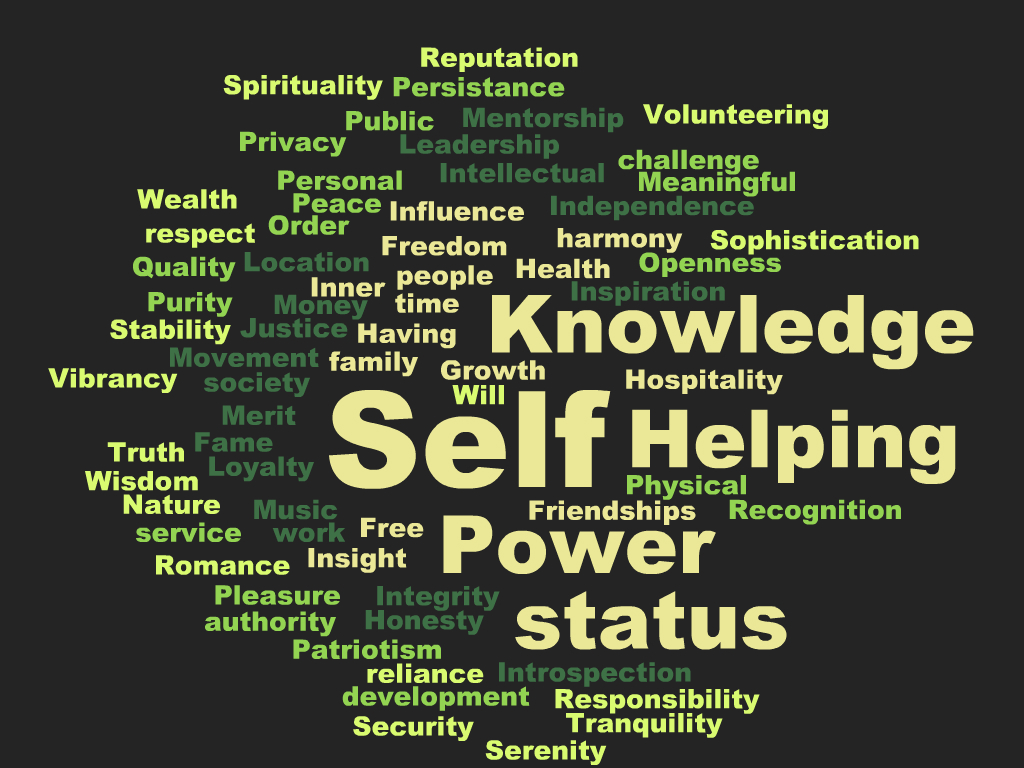 Reputation
Spirituality Persistance
Public Mentorship Volunteering
Privacy Leadership
challenge
Personal Intellectual Meaningful
Wealth Peace Influence Independence
respect Order
Freedom harmony Sophistication
Quality Location people Health Openness
Inner Inspiration
Purity Money time
Stability Justice Having Knowledge
Movement family Growth
Vibrancy society Will Hospitality
Merit
Self Helping
Truth Fame
Wisdom Loyalty Physical
Nature Music Friendships Recognition
service work Free
Romance Insight Power
Pleasure Integrity
authority Honesty status
Patriotism
reliance Introspection
development Responsibility
Security Tranquility
Serenity